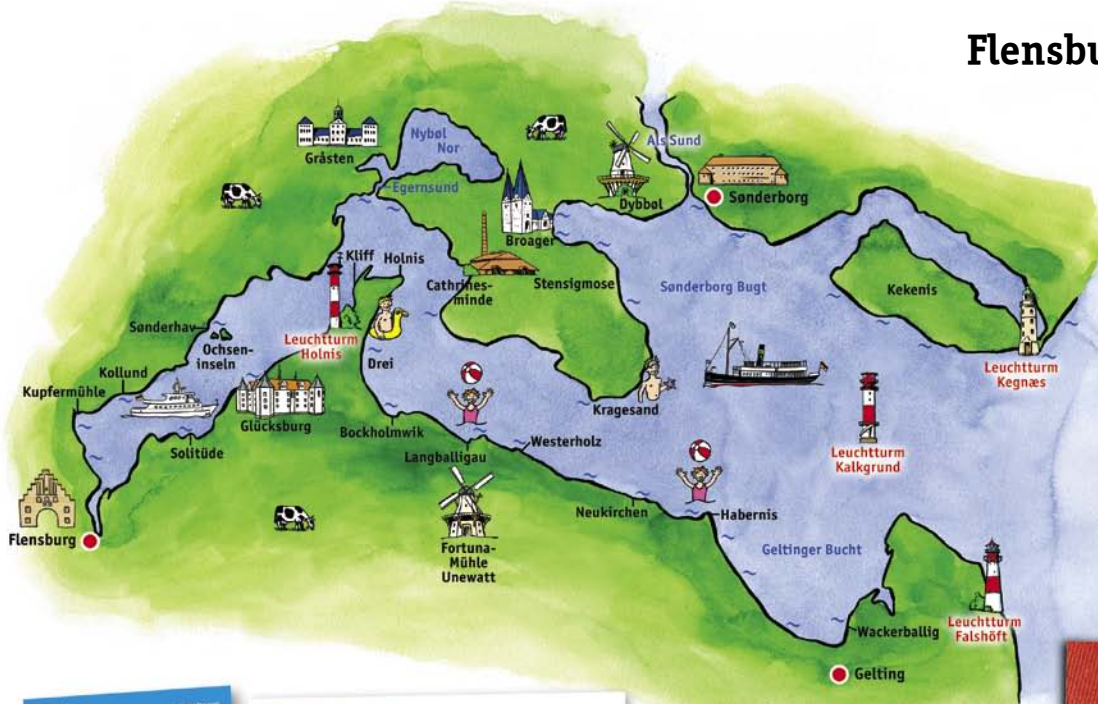 Flensbu
Nybøl
Nor
Gråsten
Als Sund
Egernsund
Dybbøl
Sønderborg
Broager
Kliff
Holnis
Cathrines-
minde
Stensigmose
Sønderborg Bugt
Kekenis
Sønderhav
Ochsen-
inseln
Leuchtturm
Holnis
Drei
Kollund
Kupfermühle
Leuchtturm
Kegnæs
Glücksburg
Kragesand
Solitüde
Bockholmwik
Langballigau
Westerholz
Leuchtturm
Kalkgrund
Neukirchen
Habernis
Flensburg
Fortuna-
Mühle
Unewatt
Geltinger Bucht
Wackerballig
Leuchtturm
Falshöft
Gelting